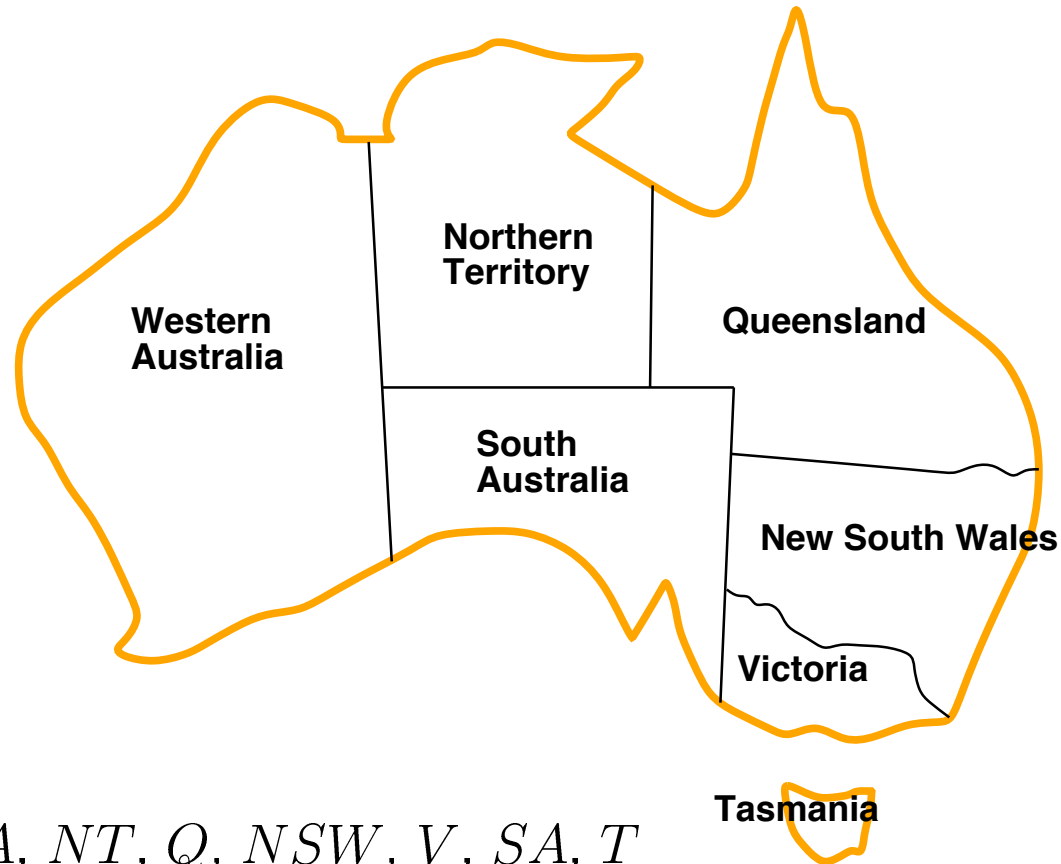 Northern
Territory
Western
Australia
Queensland
South
Australia
New South Wales
Victoria
Tasmania
A, NT, Q, NSW, V, SA, T